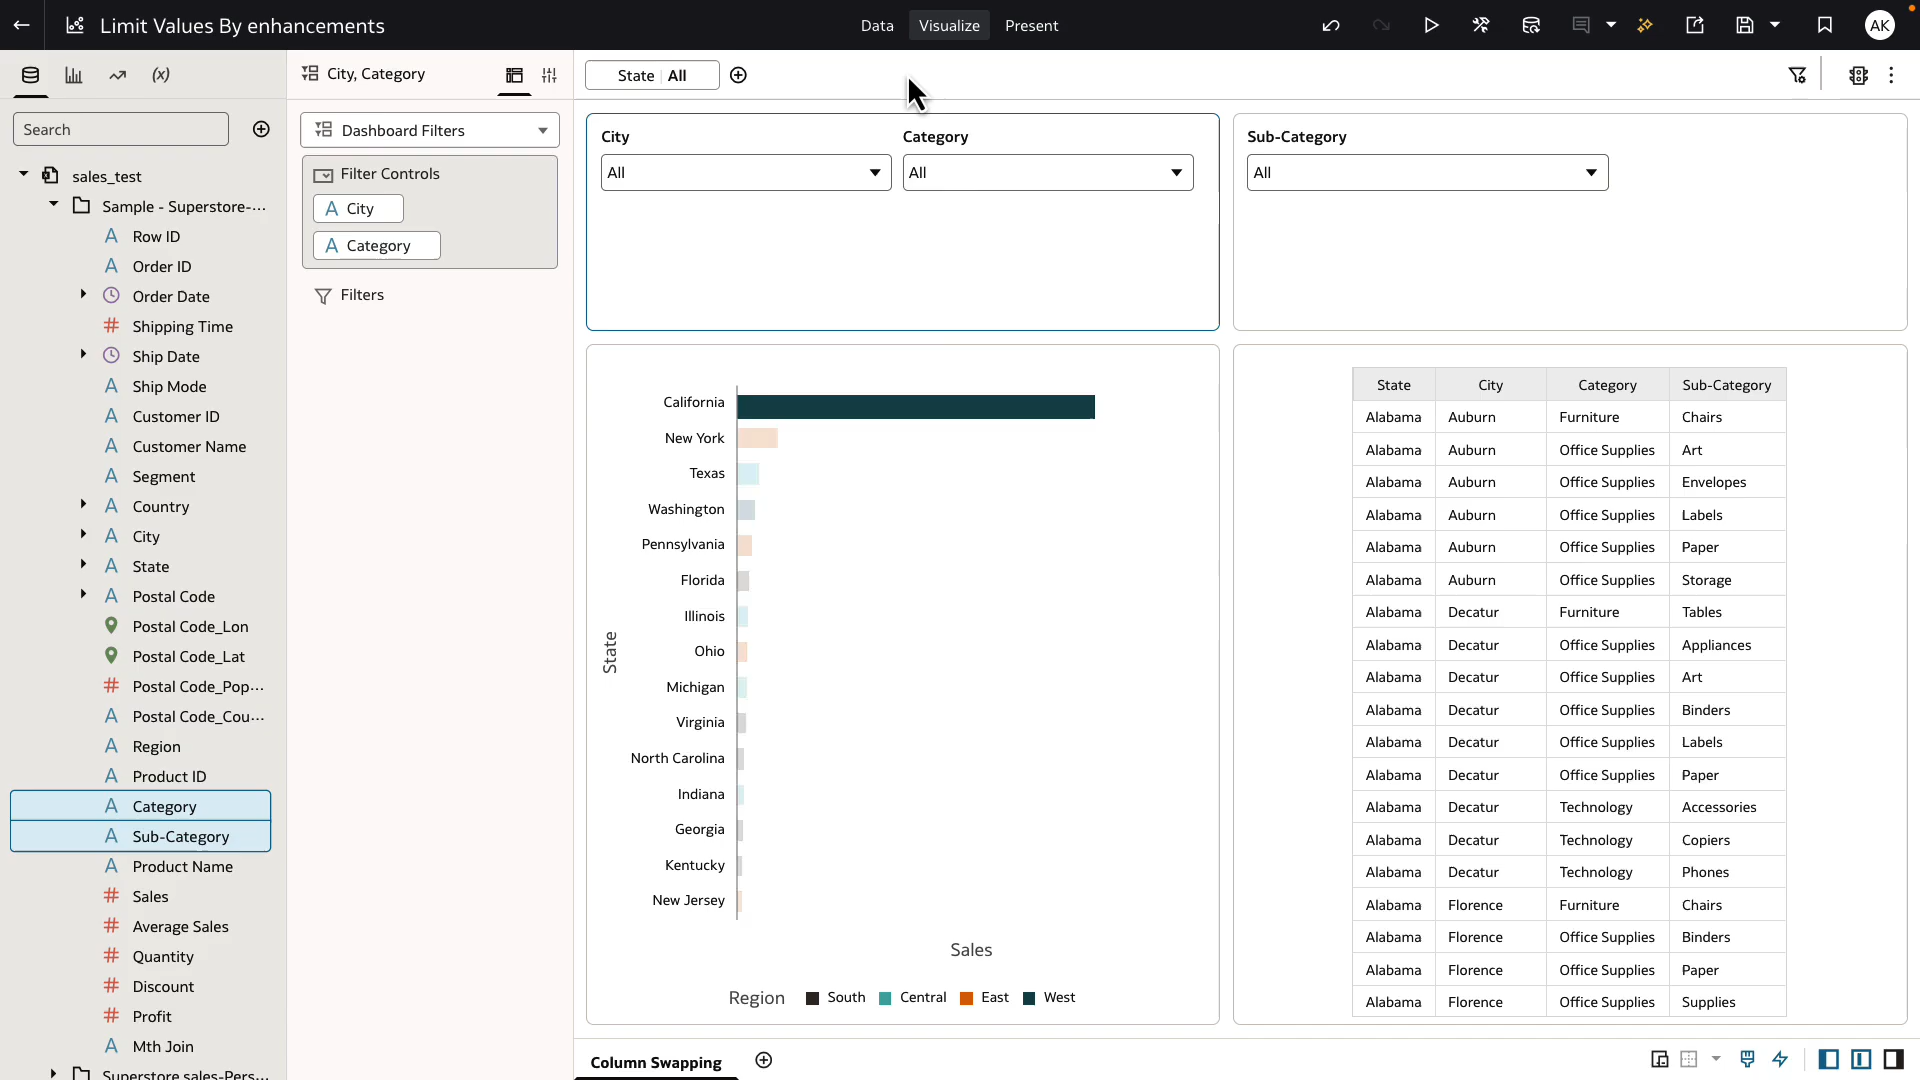 Limit Values By enhancements
Data
Visualize
Present
AK
(x)
Search
sales_test
Sample - Superstore-...
A Row ID
A Order ID
Order Date
# Shipping Time
Ship Date
A Ship Mode
A Customer ID
A Customer Name
A Segment
A Country
A City
A State
A Postal Code
Postal Code_Lon
Postal Code_Lat
# Postal Code_Pop...
A Postal Code_Cou...
A Region
A Product ID
A Category
A Sub-Category
A Product Name
# Sales
# Average Sales
# Quantity
# Discount
# Profit
A Mth Join
Superstore sales-Pers...
City, Category
Dashboard Filters
Filter Controls
A City
A Category
Filters
State All
City
All
Category
All
Sub-Category
All
State
California
New York
Texas
Washington
Pennsylvania
Florida
Illinois
Ohio
Michigan
Virginia
North Carolina
Indiana
Georgia
Kentucky
New Jersey
Sales
Region South Central East West
State City Category Sub-Category
Alabama Auburn Furniture Chairs
Alabama Auburn Office Supplies Art
Alabama Auburn Office Supplies Envelopes
Alabama Auburn Office Supplies Labels
Alabama Auburn Office Supplies Paper
Alabama Auburn Office Supplies Storage
Alabama Decatur Furniture Tables
Alabama Decatur Office Supplies Appliances
Alabama Decatur Office Supplies Art
Alabama Decatur Office Supplies Binders
Alabama Decatur Office Supplies Labels
Alabama Decatur Office Supplies Paper
Alabama Decatur Technology Accessories
Alabama Decatur Technology Copiers
Alabama Decatur Technology Phones
Alabama Florence Furniture Chairs
Alabama Florence Office Supplies Binders
Alabama Florence Office Supplies Paper
Alabama Florence Office Supplies Supplies
Column Swapping